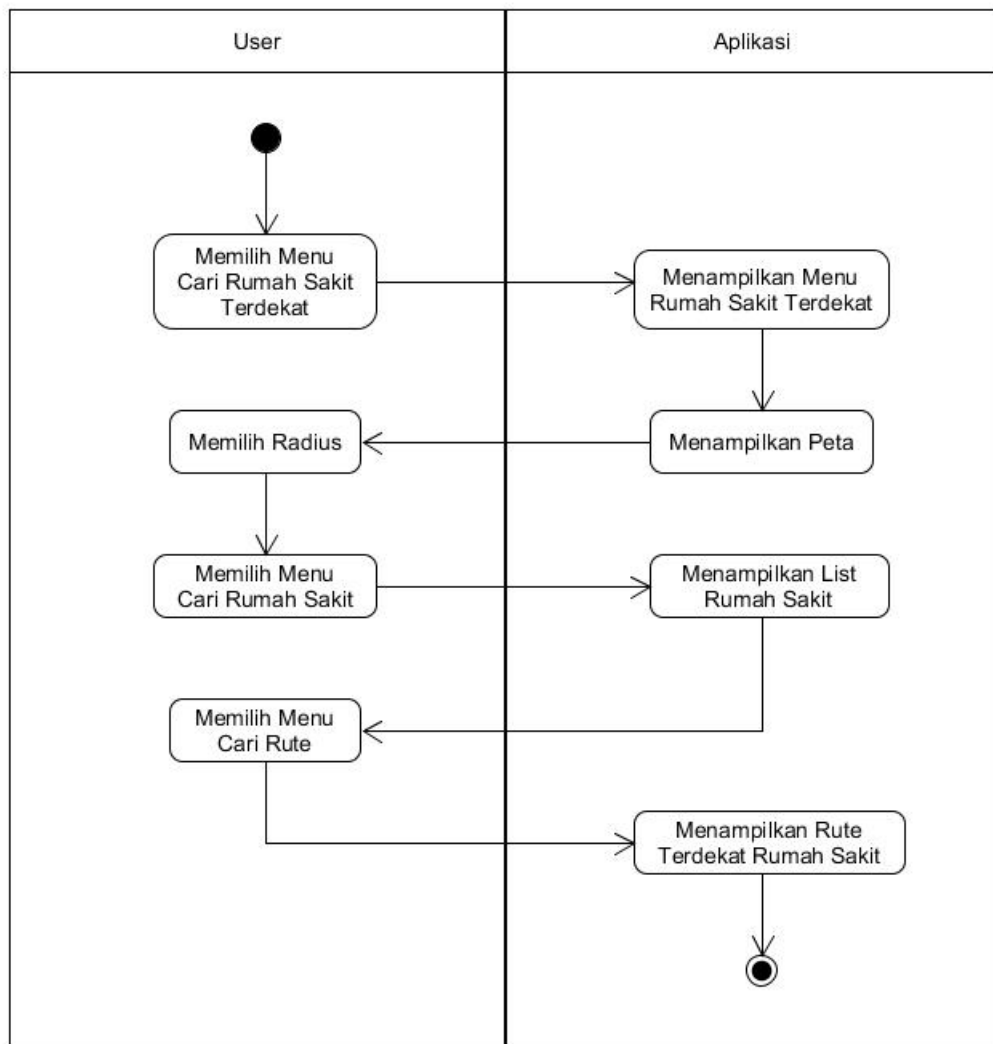 User
Aplikasi
Memilih Menu
Cari Rumah Sakit
Terdekat
Menampilkan Menu
Rumah Sakit Terdekat
Memilih Radius
Menampilkan Peta
Memilih Menu
Cari Rumah Sakit
Menampilkan List
Rumah Sakit
Memilih Menu
Cari Rute
Menampilkan Rute
Terdekat Rumah Sakit